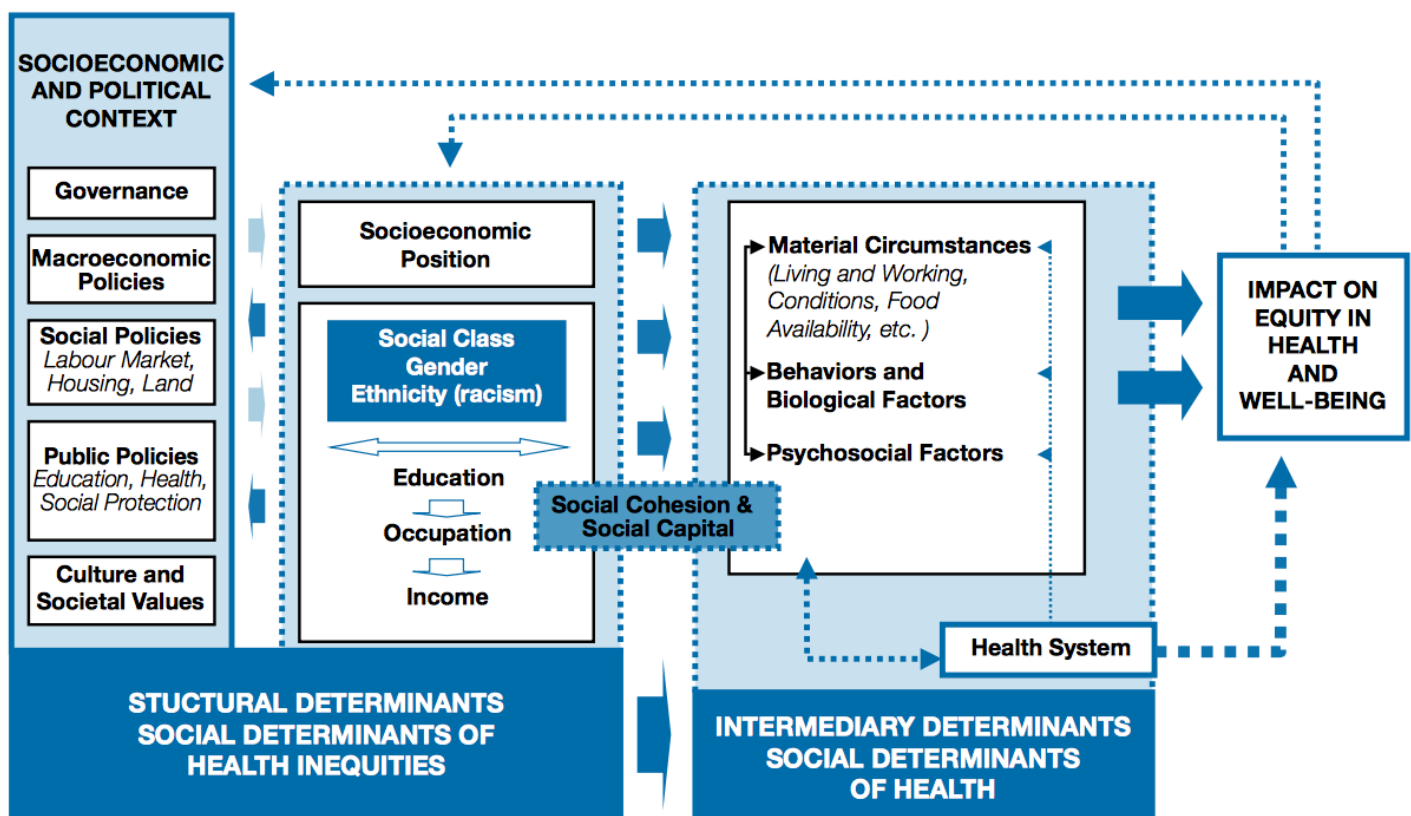 SOCIOECONOMIC
AND POLITICAL
CONTEXT
Governance
Macroeconomic
Policies
Social Policies
Labour Market,
Housing, Land
Public Policies
Education, Health,
Social Protection
Culture and
Societal Values
Socioeconomic
Position
Social Class
Gender
Ethnicity (racism)
Education
Occupation
Income
Social Cohesion &
Social Capital
Material Circumstances
(Living and Working,
Conditions, Food
Availability, etc. )
Behaviors and
Biological Factors
Psychosocial Factors
Health System
IMPACT ON
EQUITY IN
HEALTH
AND
WELL-BEING
STUCTURAL DETERMINANTS
SOCIAL DETERMINANTS OF
HEALTH INEQUITIES
INTERMEDIARY DETERMINANTS
SOCIAL DETERMINANTS
OF HEALTH